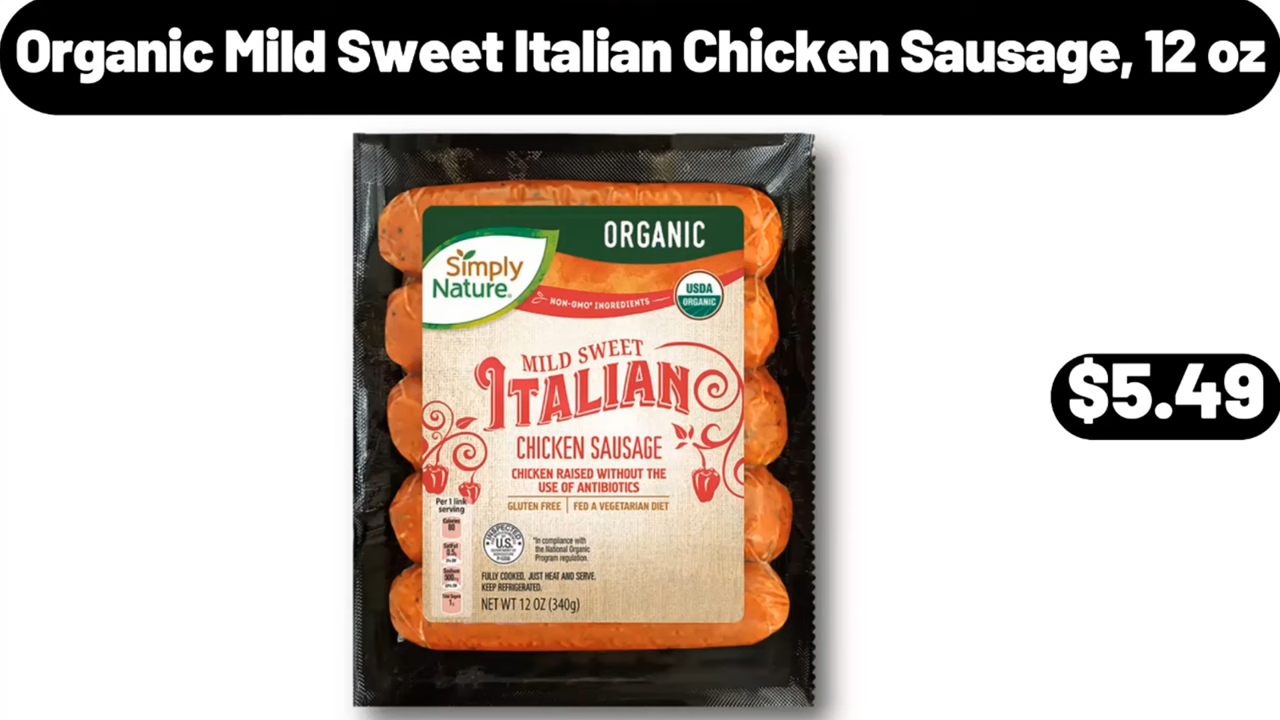 Organic Mild Sweet Italian Chicken Sausage, 12 oz
ORGANIC
Simply
Nature®
NON-GMO* INGREDIENTS
USDA
ORGANIC
MILD SWEET
ITALIAN
CHICKEN SAUSAGE
CHICKEN RAISED WITHOUT THE
USE OF ANTIBIOTICS
GLUTEN FREE | FED A VEGETARIAN DIET
Per 1 link
serving
Calories
80
INSPECTED
U.S.
*In compliance with
the National Organic
Program regulation.
FULLY COOKED, JUST HEAT AND SERVE.
KEEP REFRIGERATED.
NET WT 12 OZ (340g)
$5.49